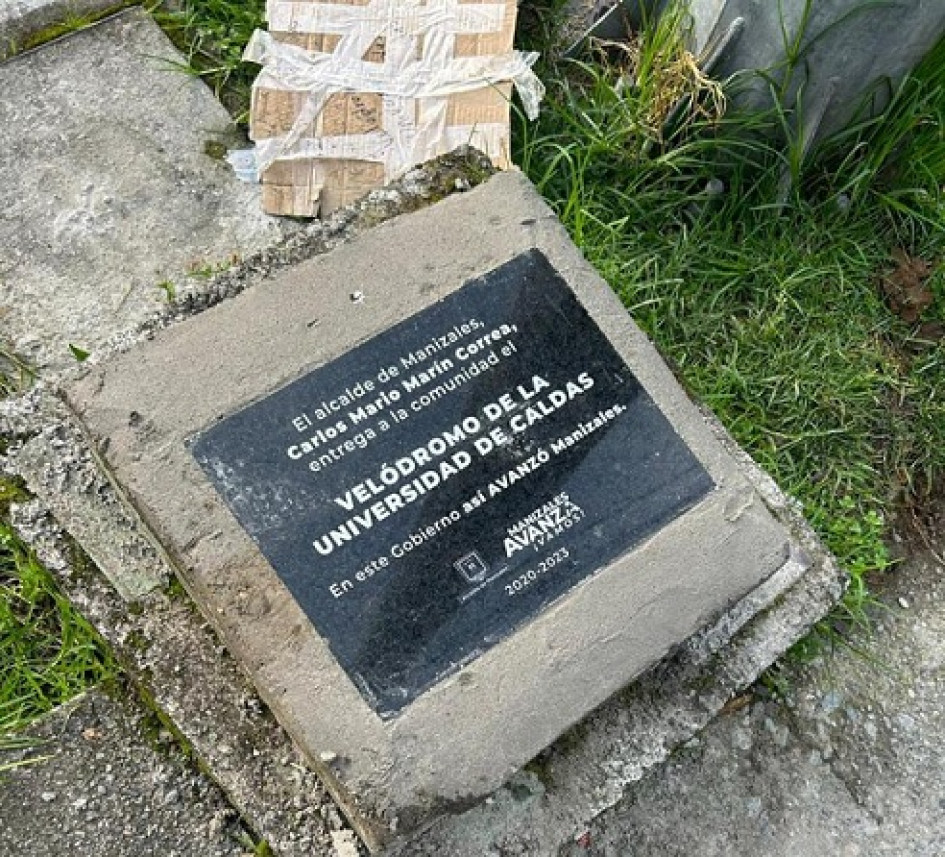 El alcalde de Manizales,
Carlos Mario Marín Correa,
entrega a la comunidad el
VELÓDROMO DE LA
UNIVERSIDAD DE CALDAS
En este Gobierno así AVANZÓ Manizales.
MANIZALES
AVANZA
¡VAMOS!
2020-2023